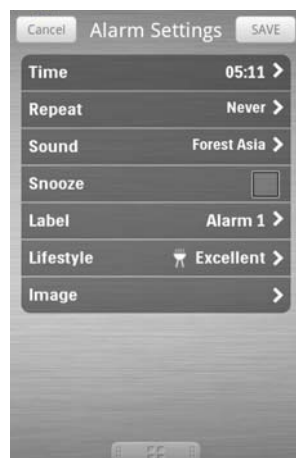 Cancel Alarm Settings SAVE
Time 05:11
Repeat Never
Sound Forest Asia
Snooze
Label Alarm 1
Lifestyle Excellent
Image